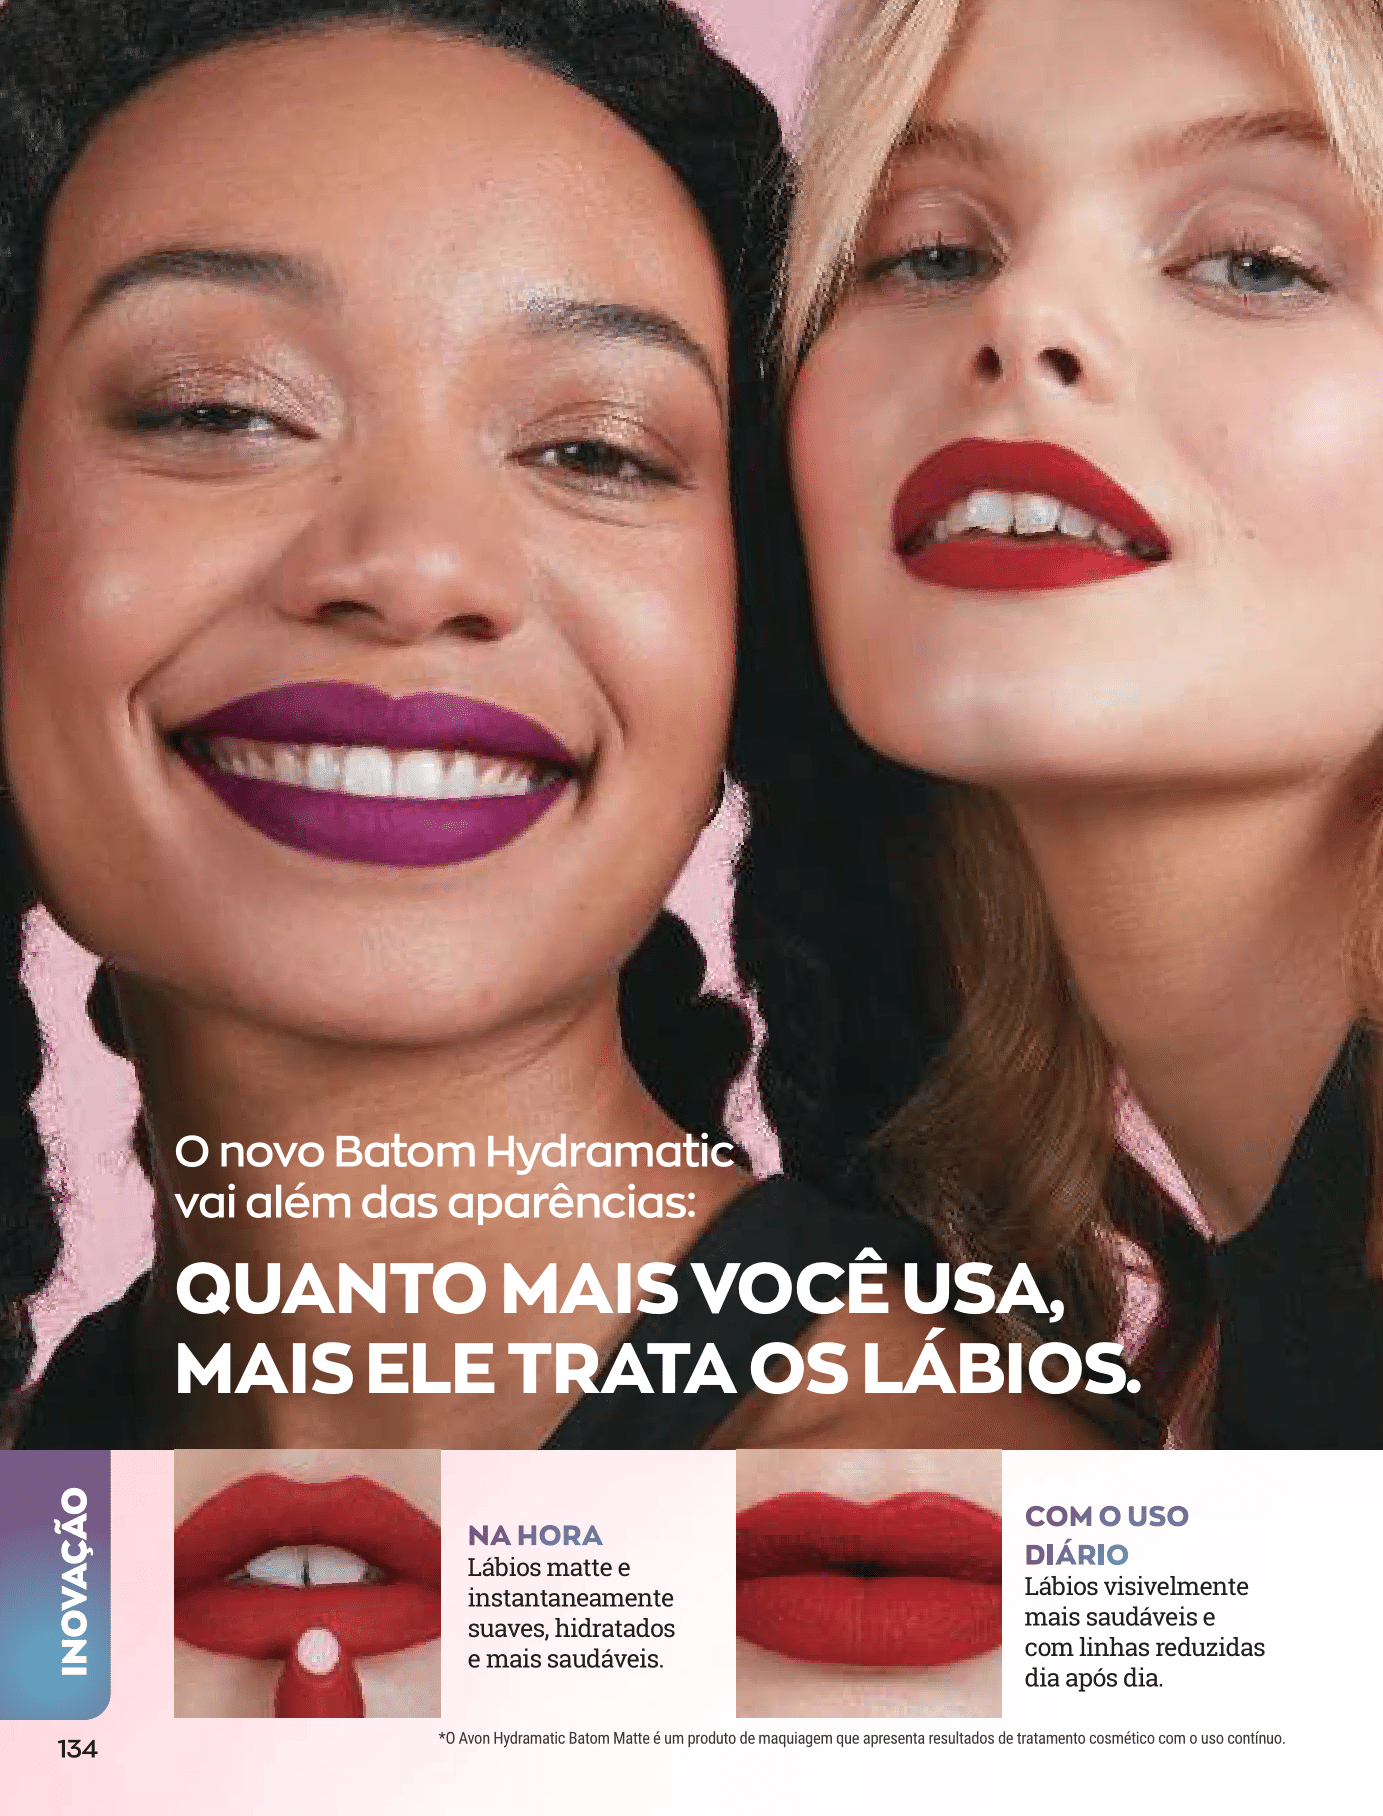 O novo Batom Hydramatic
vai além das aparências:
QUANTO MAIS VOCÊ USA,
MAIS ELE TRATA OS LÁBIOS.
INOVAÇÃO
NA HORA
Lábios matte e
instantaneamente
suaves, hidratados
e mais saudáveis.
COM O USO
DIÁRIO
Lábios visivelmente
mais saudáveis e
com linhas reduzidas
dia após dia.
*O Avon Hydramatic Batom Matte é um produto de maquiagem que apresenta resultados de tratamento cosmético com o uso contínuo.
134